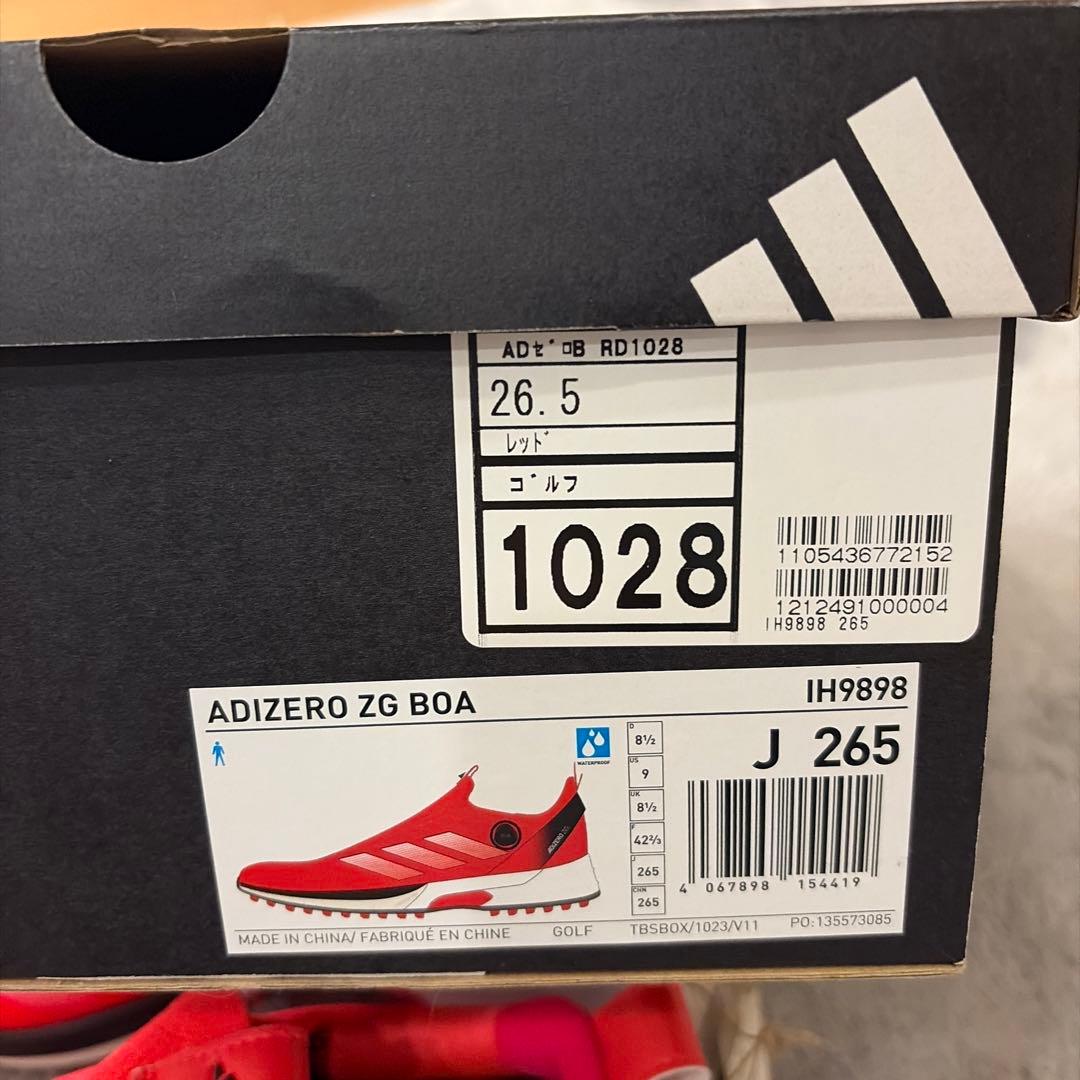 ADゼロB RD1028
26.5
レッド
ゴルフ
1028
1105436772152
1212491000004
IH9898 265
ADIZERO ZG BOA
IH9898
J 265
WATERPROOF
D 8½
US 9
UK 8½
F 42⅔
J 265
CHN 265
ADIZERO ZG
4 067898 154419
MADE IN CHINA/ FABRIQUÉ EN CHINE
GOLF
TBSBOX/1023/V11
PO:135573085